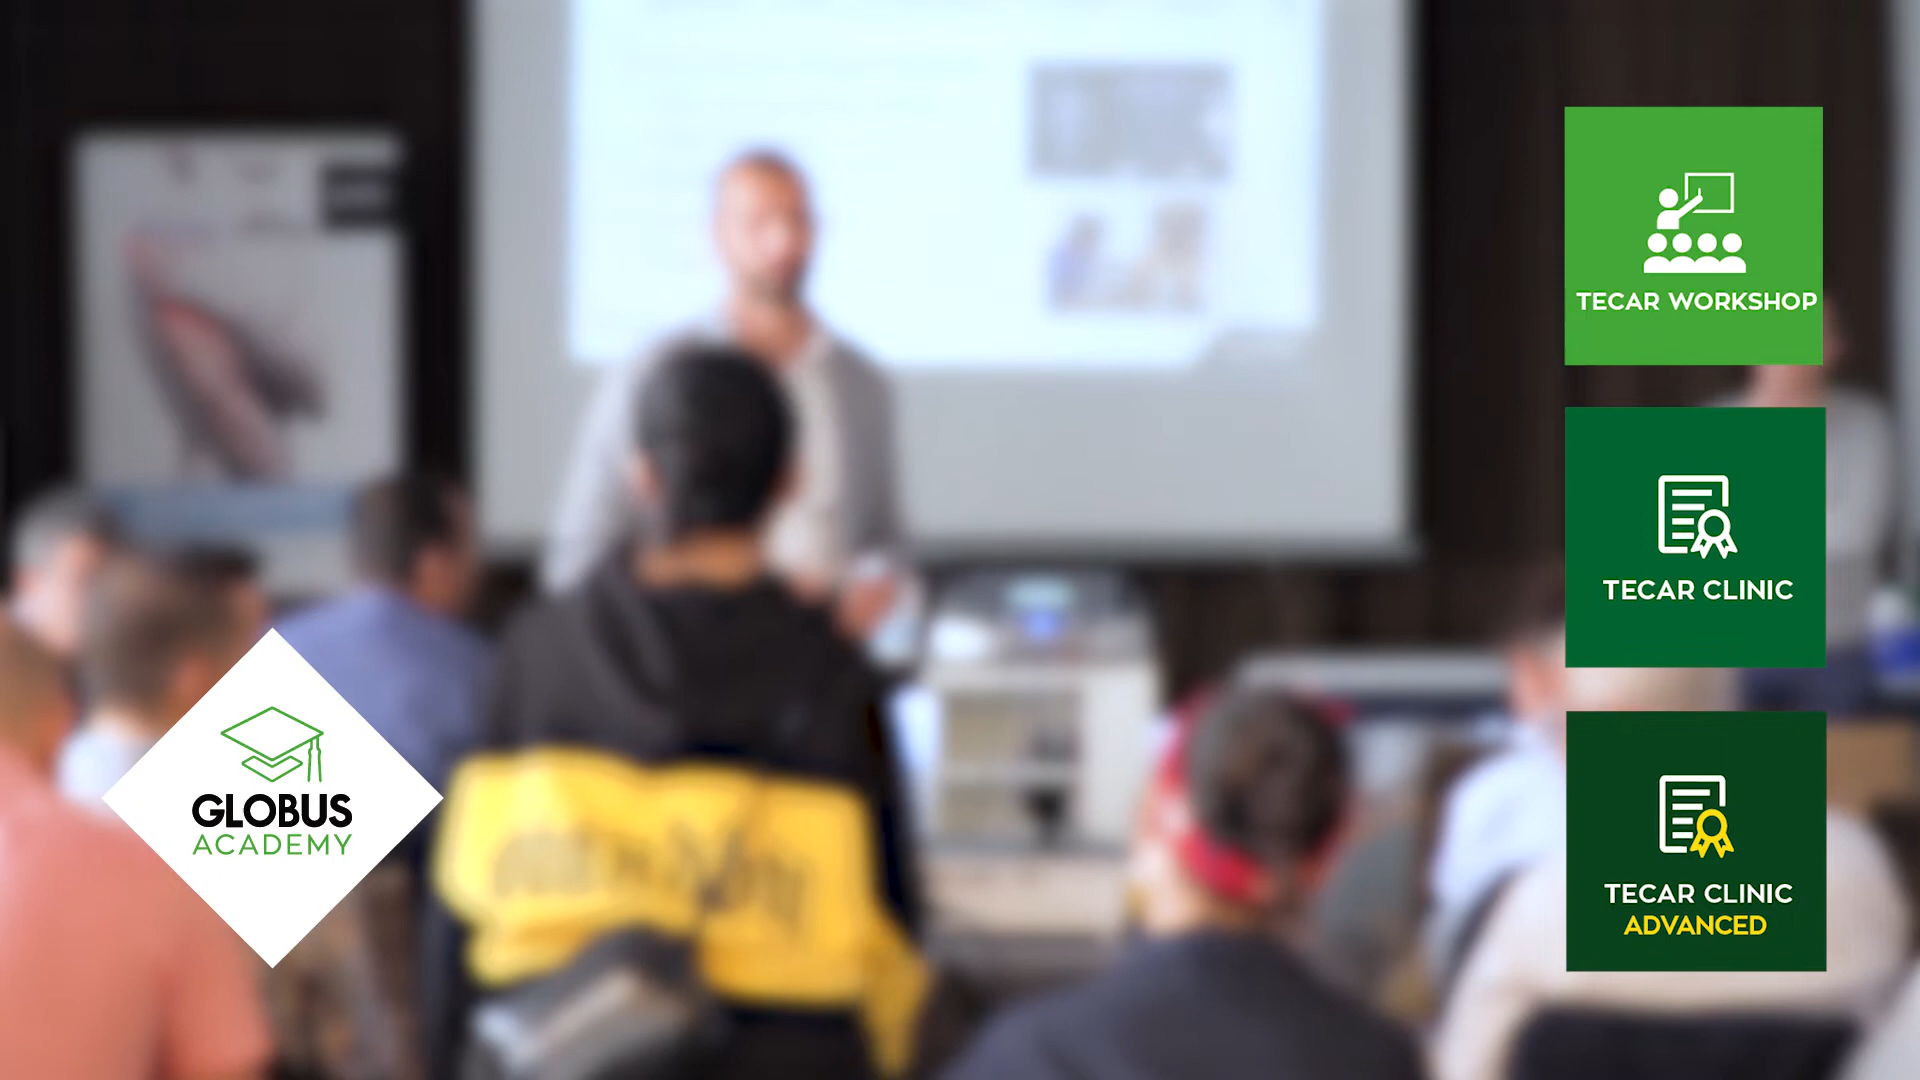 TECAR WORKSHOP
TECAR CLINIC
GLOBUS
ACADEMY
TECAR CLINIC
ADVANCED